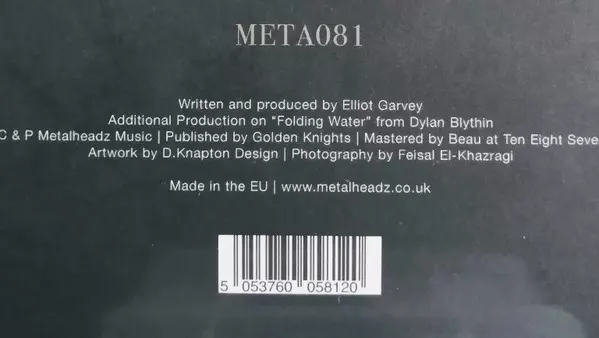 META081
Written and produced by Elliot Garvey
Additional Production on “Folding Water” from Dylan Blythin
C & P Metalheadz Music | Published by Golden Knights | Mastered by Beau at Ten Eight Seve
Artwork by D.Knapton Design | Photography by Feisal El-Khazragi
Made in the EU | www.metalheadz.co.uk
5 053760 058120